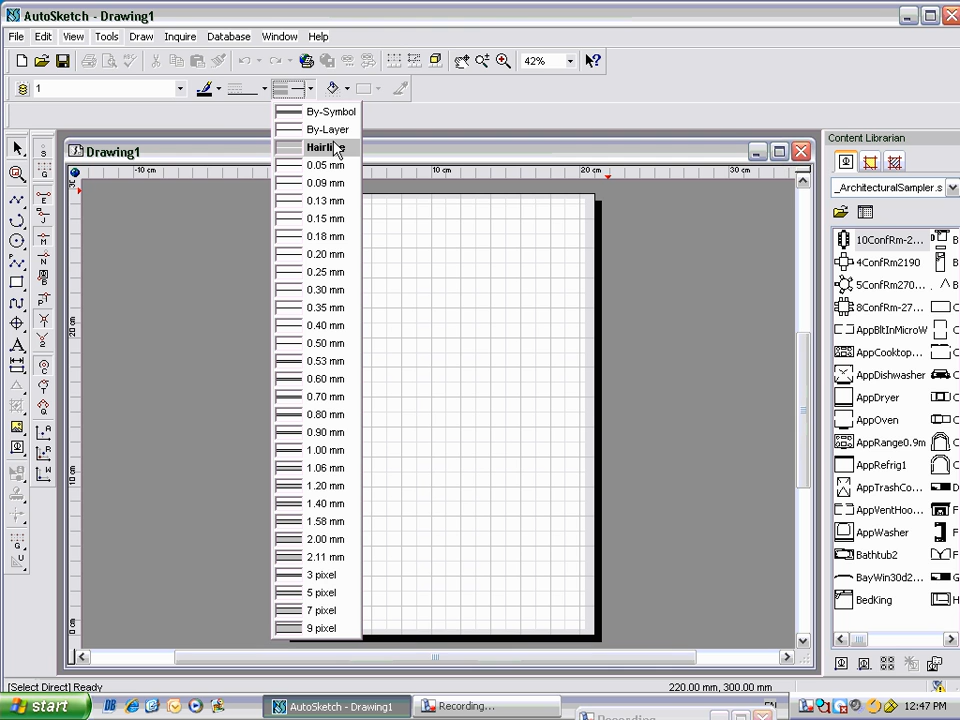 AutoSketch - Drawing1
File Edit View Tools Draw Inquire Database Window Help
42%
1
By-Symbol
By-Layer
Hairline
0.05 mm
0.09 mm
0.13 mm
0.15 mm
0.18 mm
0.20 mm
0.25 mm
0.30 mm
0.35 mm
0.40 mm
0.50 mm
0.53 mm
0.60 mm
0.70 mm
0.80 mm
0.90 mm
1.00 mm
1.06 mm
1.20 mm
1.40 mm
1.58 mm
2.00 mm
2.11 mm
3 pixel
5 pixel
7 pixel
9 pixel
Drawing1
-10 cm 10 cm 20 cm 30 cm
20 cm
10 cm
0 cm
Content Librarian
_ArchitecturalSampler.s
10ConfRm-2... B
4ConfRm2190 B
5ConfRm270... B
8ConfRm-27... C
AppBltInMicroW C
AppCooktop... C
AppDishwasher C
AppDryer C
AppOven C
AppRange0.9m C
AppRefrig1 C
AppTrashCo... D
AppVentHoo... F
AppWasher F
Bathtub2 F
BayWin30d2... G
BedKing H
[Select Direct] Ready
220.00 mm, 300.00 mm
start
AutoSketch - Drawing1
Recording...
Recording
12:47 PM